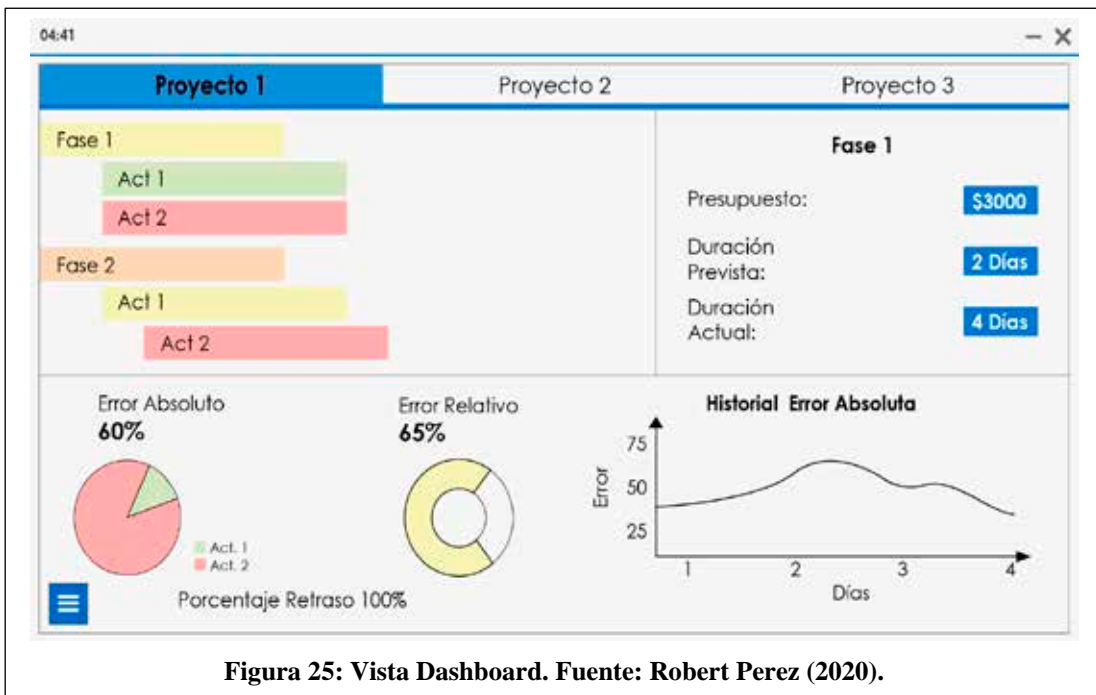 04:41
Proyecto 1
Proyecto 2
Proyecto 3
Fase 1
Act 1
Act 2
Fase 2
Act 1
Act 2
Fase 1
Presupuesto:
$3000
Duración
Prevista:
2 Días
Duración
Actual:
4 Días
Error Absoluto
60%
Act. 1
Act. 2
Porcentaje Retraso 100%
Error Relativo
65%
Historial Error Absoluta
Error
75
50
25
1
2
3
4
Días
Figura 25: Vista Dashboard. Fuente: Robert Perez (2020).